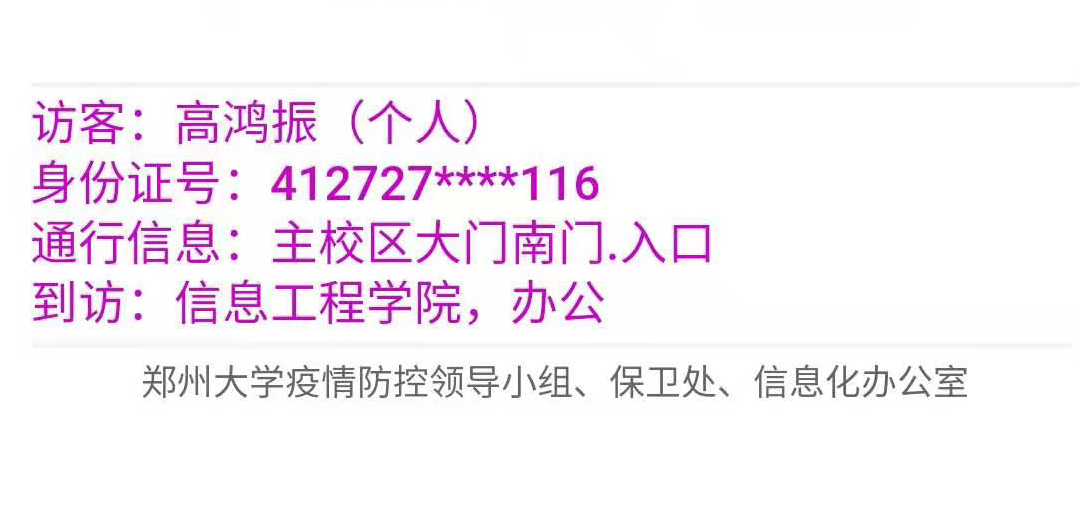 访客：高鸿振（个人）
身份证号：412727****116
通行信息：主校区大门南门.入口
到访：信息工程学院，办公
郑州大学疫情防控领导小组、保卫处、信息化办公室